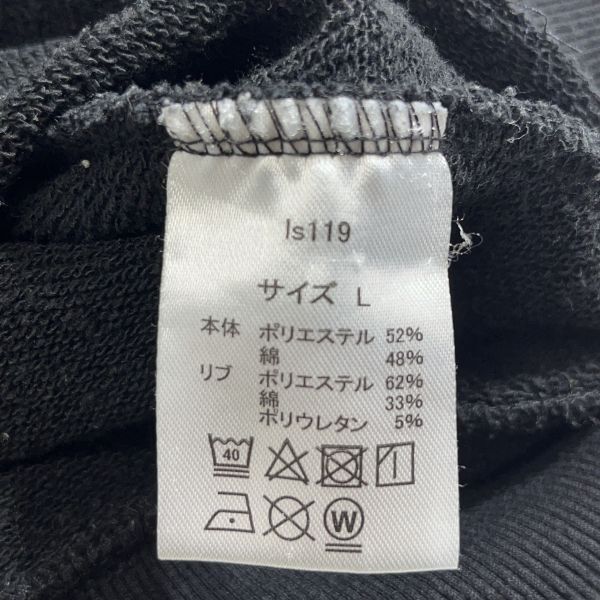 ls119
サイズ L
本体 ポリエステル 52%
綿 48%
リブ ポリエステル 62%
綿 33%
ポリウレタン 5%
40
W